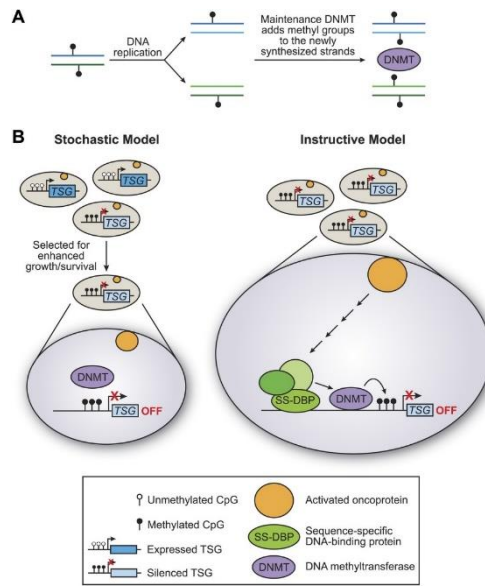 A
DNA
replication
Maintenance DNMT
adds methyl groups
to the newly
synthesized strands
DNMT
B
Stochastic Model
Instructive Model
TSG
TSG
TSG
TSG
TSG
TSG
Selected for
enhanced
growth/survival
TSG
DNMT
TSG OFF
SS-DBP
DNMT
TSG
OFF
Unmethylated CpG
Methylated CpG
Expressed TSG
Silenced TSG
Activated oncoprotein
SS-DBP
Sequence-specific
DNA-binding protein
DNMT
DNA methyltransferase